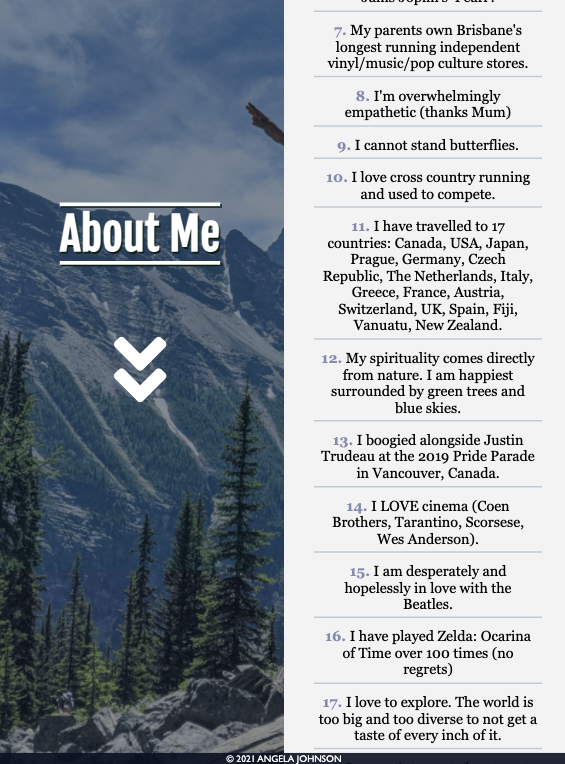 About Me
Janis Joplin's 'Pearl'.
7. My parents own Brisbane's
longest running independent
vinyl/music/pop culture stores.
8. I'm overwhelmingly
empathetic (thanks Mum)
9. I cannot stand butterflies.
10. I love cross country running
and used to compete.
11. I have travelled to 17
countries: Canada, USA, Japan,
Prague, Germany, Czech
Republic, The Netherlands, Italy,
Greece, France, Austria,
Switzerland, UK, Spain, Fiji,
Vanuatu, New Zealand.
12. My spirituality comes directly
from nature. I am happiest
surrounded by green trees and
blue skies.
13. I boogied alongside Justin
Trudeau at the 2019 Pride Parade
in Vancouver, Canada.
14. I LOVE cinema (Coen
Brothers, Tarantino, Scorsese,
Wes Anderson).
15. I am desperately and
hopelessly in love with the
Beatles.
16. I have played Zelda: Ocarina
of Time over 100 times (no
regrets)
17. I love to explore. The world is
too big and too diverse to not get a
taste of every inch of it.
© 2021 ANGELA JOHNSON